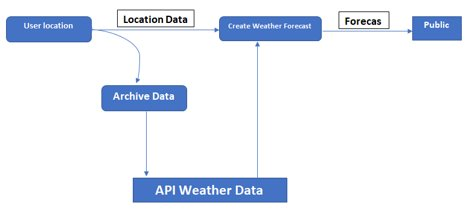 User location
Location Data
Create Weather Forecast
Forecas
Public
Archive Data
API Weather Data